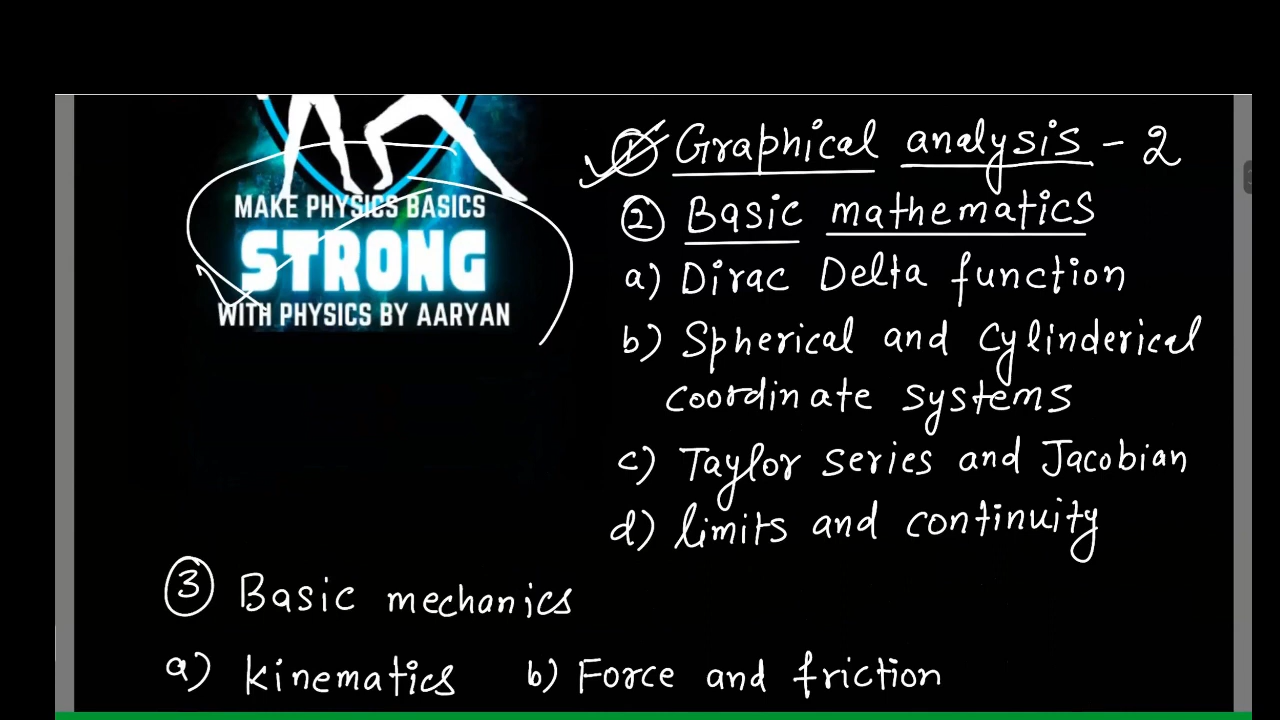 MAKE PHYSICS BASICS
STRONG
WITH PHYSICS BY AARYAN
① Graphical analysis - 2
② Basic mathematics
a) Dirac Delta function
b) Spherical and Cylinderical
coordinate systems
c) Taylor series and Jacobian
d) limits and continuity
③ Basic mechanics
a) kinematics b) Force and friction